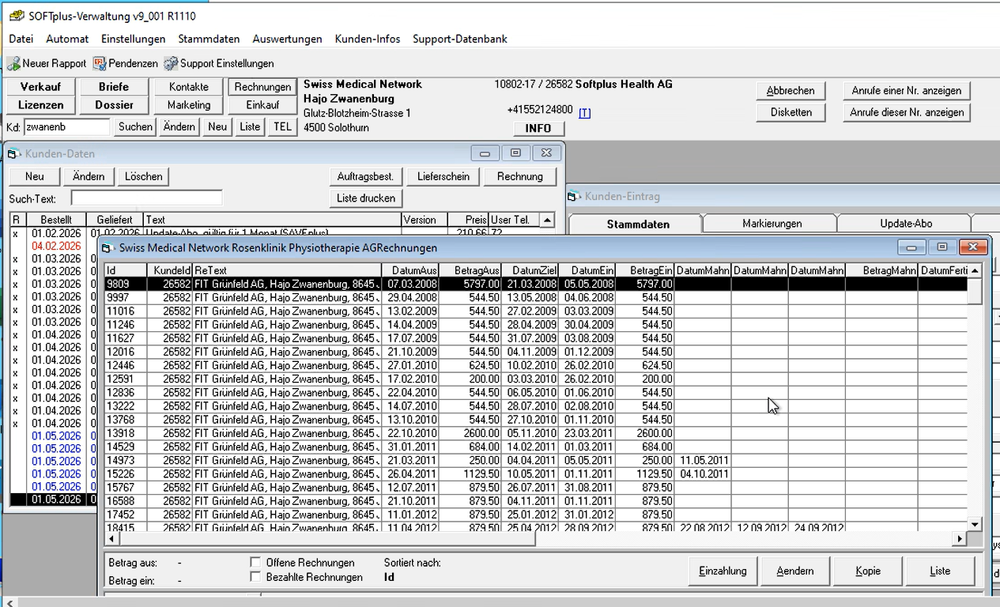 SOFTplus-Verwaltung v9_001 R1110
Datei Automat Einstellungen Stammdaten Auswertungen Kunden-Infos Support-Datenbank
Neuer Rapport Pendenzen Support Einstellungen
Verkauf Briefe Kontakte Rechnungen Swiss Medical Network 10802-17 / 26582 Softplus Health AG Abbrechen Anrufe einer Nr. anzeigen
Hajo Zwanenburg
Lizenzen Dossier Marketing Einkauf Glutz-Blotzheim-Strasse 1 +41552124800 [T] Disketten Anrufe dieser Nr. anzeigen
Kd: zwanenb Suchen Ändern Neu Liste TEL 4500 Solothurn INFO
Kunden-Daten
Neu Ändern Löschen Auftragsbest. Lieferschein Rechnung
Such-Text: Liste drucken
R Bestellt Geliefert Text Version Preis User Tel.
x 01.02.2026 01.02.2026 Update-Abo, gültig für 1 Monat (SAVEplus) 210.66 72
04.02.2026
x 01.03.2026
x 01.03.2026
x 01.03.2026 0
x 01.03.2026 0
x 01.03.2026 0
x 01.03.2026 0
x 01.04.2026 0
x 01.04.2026 0
x 01.04.2026 0
x 01.04.2026 0
x 01.04.2026 0
x 01.04.2026 0
x 01.04.2026 0
x 01.04.2026 0
01.05.2026 0
01.05.2026 0
01.05.2026 0
01.05.2026 0
01.05.2026 0
01.05.2026 0
Kunden-Eintrag
Stammdaten Markierungen Update-Abo
Swiss Medical Network Rosenklinik Physiotherapie AGRechnungen
Id KundeId ReText DatumAus BetragAus DatumZiel DatumEin BetragEin DatumMahn DatumMahn DatumMahn BetragMahn DatumFerti
9809 26582 FIT Grünfeld AG, Hajo Zwanenburg, 8645 07.03.2008 5797.00 21.03.2008 05.05.2008 5797.00
9997 26582 FIT Grünfeld AG, Hajo Zwanenburg, 8645 29.04.2008 544.50 13.05.2008 04.06.2008 544.50
11016 26582 FIT Grünfeld AG, Hajo Zwanenburg, 8645 13.02.2009 544.50 27.02.2009 03.03.2009 544.50
11246 26582 FIT Grünfeld AG, Hajo Zwanenburg, 8645 14.04.2009 544.50 28.04.2009 30.04.2009 544.50
11627 26582 FIT Grünfeld AG, Hajo Zwanenburg, 8645 17.07.2009 544.50 31.07.2009 03.08.2009 544.50
12016 26582 FIT Grünfeld AG, Hajo Zwanenburg, 8645 21.10.2009 544.50 04.11.2009 01.12.2009 544.50
12446 26582 FIT Grünfeld AG, Hajo Zwanenburg, 8645 27.01.2010 624.50 10.02.2010 26.02.2010 624.50
12591 26582 FIT Grünfeld AG, Hajo Zwanenburg, 8645 17.02.2010 200.00 03.03.2010 26.02.2010 200.00
12836 26582 FIT Grünfeld AG, Hajo Zwanenburg, 8645 22.04.2010 544.50 06.05.2010 01.06.2010 544.50
13222 26582 FIT Grünfeld AG, Hajo Zwanenburg, 8645 14.07.2010 544.50 28.07.2010 02.08.2010 544.50
13768 26582 FIT Grünfeld AG, Hajo Zwanenburg, 8645 13.10.2010 544.50 27.10.2010 01.11.2010 544.50
13918 26582 FIT Grünfeld AG, Hajo Zwanenburg, 8645 22.10.2010 2600.00 05.11.2010 23.03.2011 2600.00
14529 26582 FIT Grünfeld AG, Hajo Zwanenburg, 8645 31.01.2011 684.00 14.02.2011 01.03.2011 684.00
14973 26582 FIT Grünfeld AG, Hajo Zwanenburg, 8645 21.03.2011 250.00 04.04.2011 05.05.2011 250.00 11.05.2011
15226 26582 FIT Grünfeld AG, Hajo Zwanenburg, 8645 26.04.2011 1129.50 10.05.2011 01.11.2011 1129.50 04.10.2011
15767 26582 FIT Grünfeld AG, Hajo Zwanenburg, 8645 12.07.2011 879.50 26.07.2011 31.08.2011 879.50
16588 26582 FIT Grünfeld AG, Hajo Zwanenburg, 8645 21.10.2011 879.50 04.11.2011 01.11.2011 879.50
17452 26582 FIT Grünfeld AG, Hajo Zwanenburg, 8645 11.01.2012 879.50 25.01.2012 31.01.2012 879.50
18415 26582 FIT Grünfeld AG, Hajo Zwanenburg, 8645 11.04.2012 879.50 25.04.2012 28.09.2012 879.50 22.08.2012 12.09.2012 24.09.2012
Betrag aus: - Offene Rechnungen Sortiert nach:
Betrag ein: - Bezahlte Rechnungen Id
Einzahlung Aendern Kopie Liste